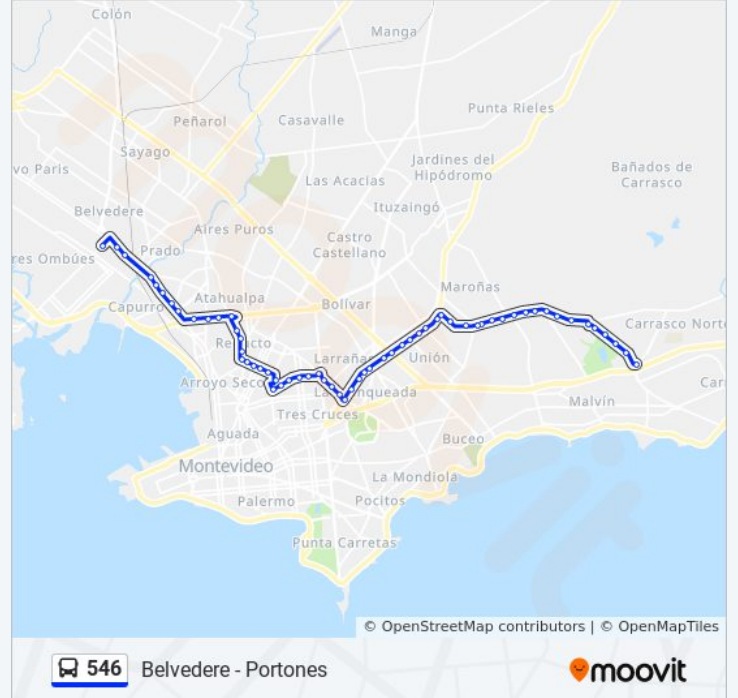 Colón
Manga
Punta Rieles
Peñarol
Casavalle
Sayago
Jardines del
Hipódromo
Bañados de
Carrasco
vo Paris
Las Acacias
Belvedere
Ituzaingó
Aires Puros
Castro
Castellano
Prado
res Ombúes
Maroñas
Atahualpa
Capurro
Bolívar
Carrasco Norte
Reducto
Larraña
Unión
Arroyo Seco
La Blanqueada
Carr
Malvín
Tres Cruces
Aguada
Buceo
Montevideo
La Mondiola
Palermo
Pocitos
Punta Carretas
© OpenStreetMap contributors | © OpenMapTiles
546 Belvedere - Portones
moovit